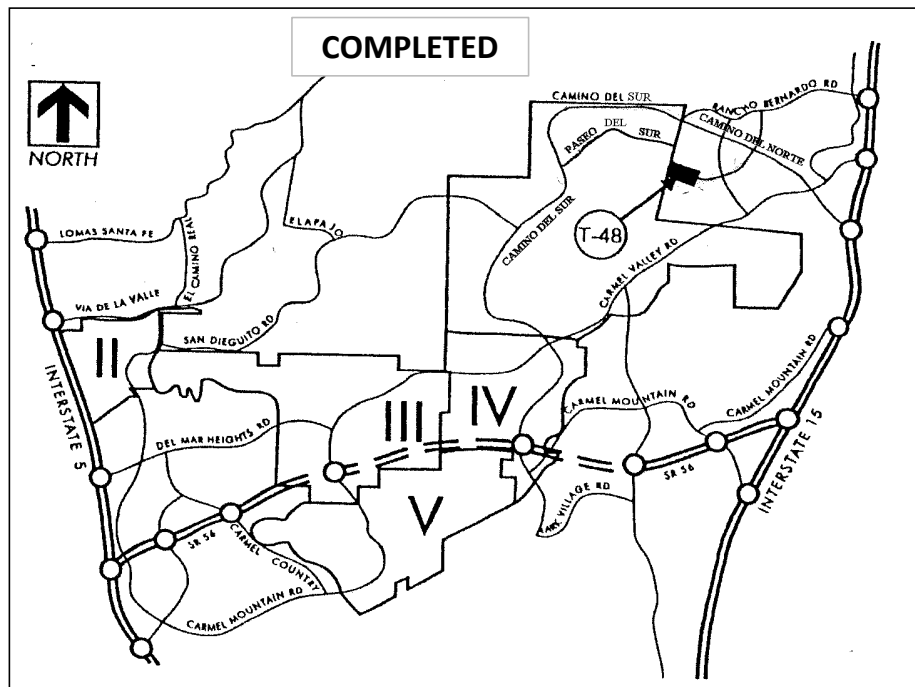 COMPLETED
NORTH
CAMINO DEL SUR
RANCHO BERNARDO RD
PASEO DEL SUR
CAMINO DEL NORTE
LOMAS SANTA FE
EL CAMINO REAL
EL APAJO
CAMINO DEL SUR
T-48
CARMEL VALLEY RD
VIA DE LA VALLE
SAN DIEGUITO RD
II
INTERSTATE 5
III
IV
CARMEL MOUNTAIN RD
CARMEL MOUNTAIN RD
DEL MAR HEIGHTS RD
SR 56
INTERSTATE 15
V
PARK VILLAGE RD
SR 56
CARMEL COUNTRY
CARMEL MOUNTAIN RD